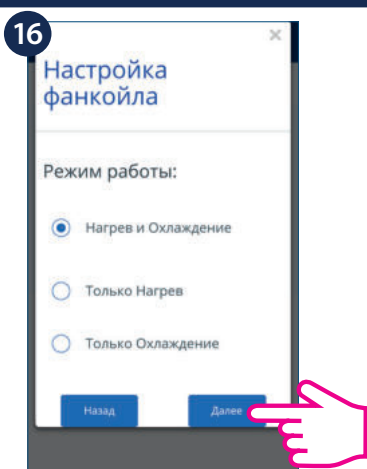 16
×
Настройка
фанкойла
Режим работы:
Нагрев и Охлаждение
Только Нагрев
Только Охлаждение
Назад Далее